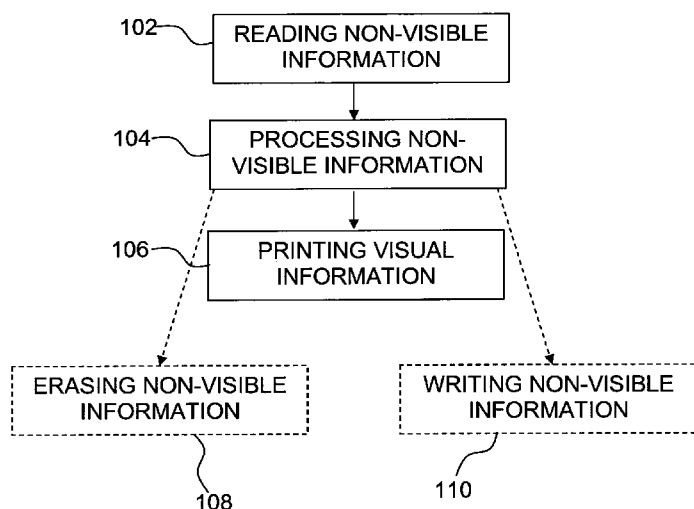 102
READING NON-VISIBLE
INFORMATION
104
PROCESSING NON-
VISIBLE INFORMATION
106
PRINTING VISUAL
INFORMATION
ERASING NON-VISIBLE
INFORMATION
108
WRITING NON-VISIBLE
INFORMATION
110